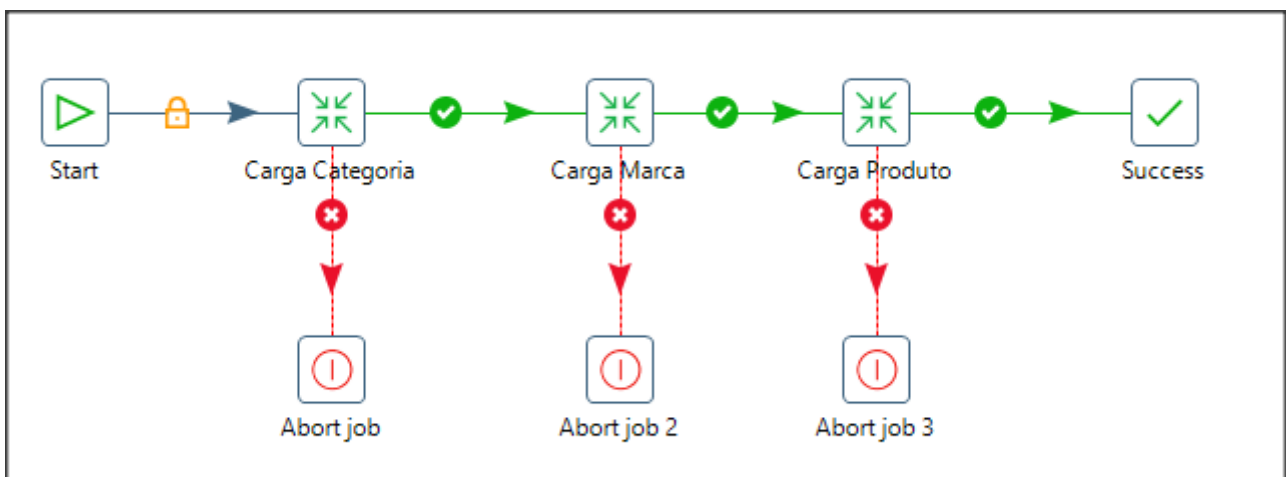 Start
Carga Categoria
Carga Marca
Carga Produto
Success
Abort job
Abort job 2
Abort job 3